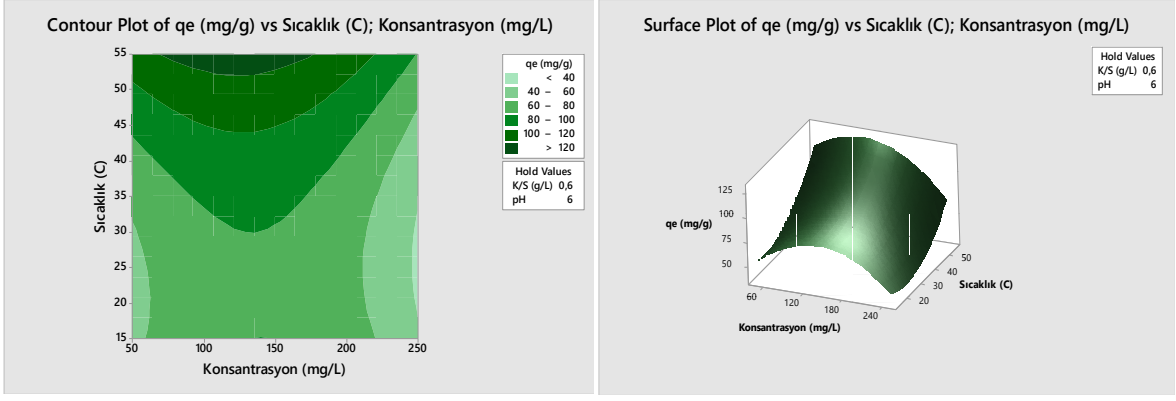 Contour Plot of qe (mg/g) vs Sıcaklık (C); Konsantrasyon (mg/L)
55
50
45
40
35
30
25
20
15
Sıcaklık (C)
50 100 150 200 250
Konsantrasyon (mg/L)
qe (mg/g)
< 40
40 – 60
60 – 80
80 – 100
100 – 120
> 120
Hold Values
K/S (g/L) 0,6
pH 6
Surface Plot of qe (mg/g) vs Sıcaklık (C); Konsantrasyon (mg/L)
Hold Values
K/S (g/L) 0,6
pH 6
125
100
75
50
qe (mg/g)
60 120 180 240
Konsantrasyon (mg/L)
50
40
30
20
Sıcaklık (C)